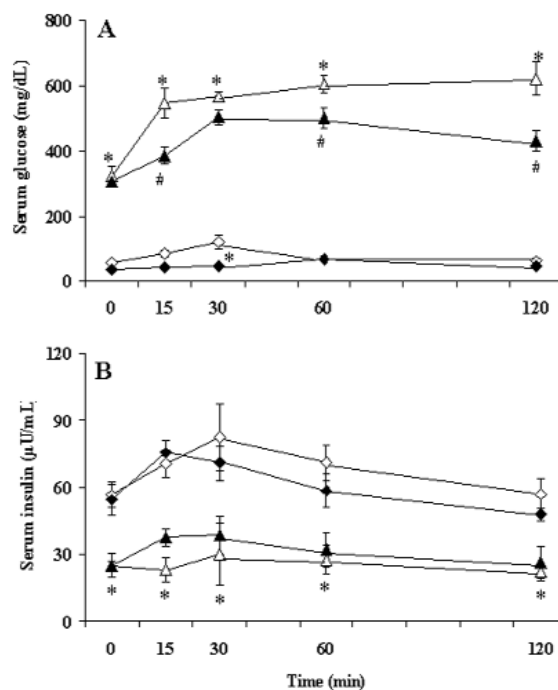 A
Serum glucose (mg/dL)
800
600
400
200
0
* * * * *
# # #
*
0 15 30 60 120
B
Serum insulin (µU/mL)
120
90
60
30
0
* * * * *
0 15 30 60 120
Time (min)